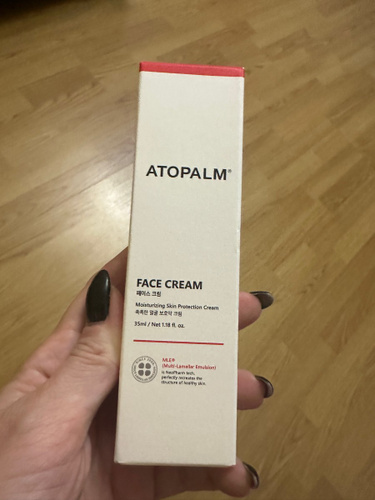 ATOPALM®
FACE CREAM
페이스 크림
Moisturizing Skin Protection Cream
촉촉한 얼굴 보호막 크림
35ml / Net 1.18 fl. oz.
MLE®
(Multi-Lamellar Emulsion)
is NeoPharm tech.
perfectly recreates the
structure of healthy skin.